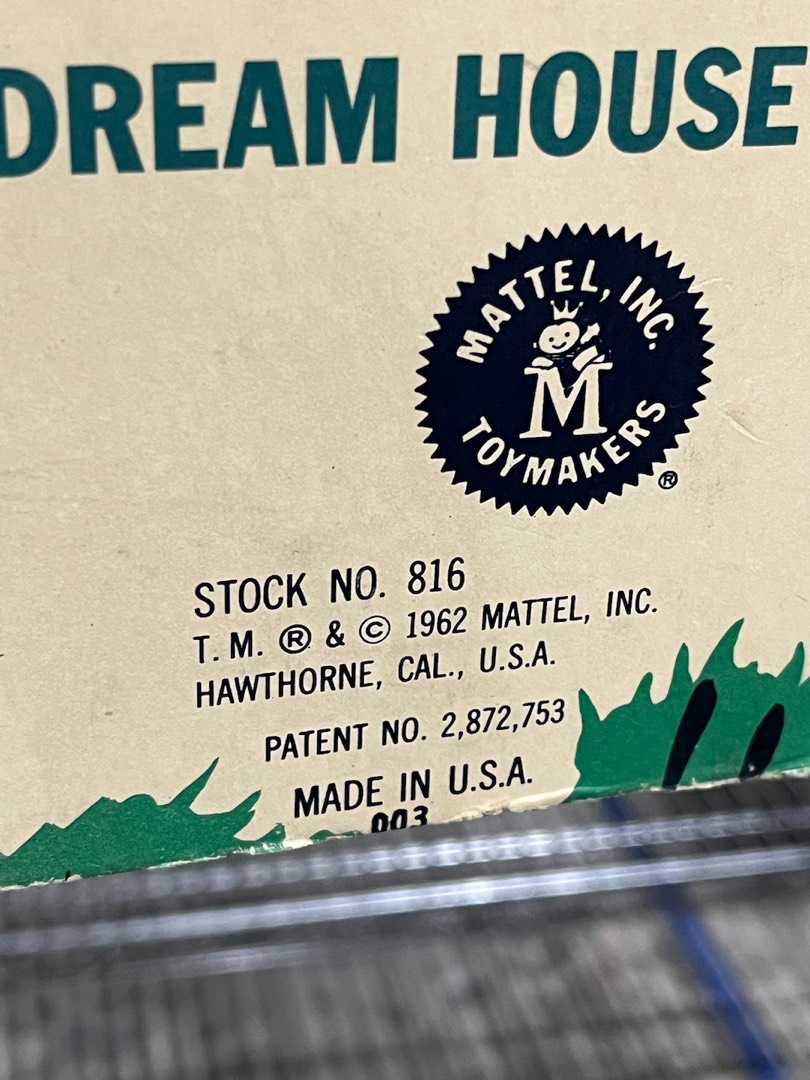 DREAM HOUSE
MATTEL, INC.
M
TOYMAKERS
®
STOCK NO. 816
T. M. ® & © 1962 MATTEL, INC.
HAWTHORNE, CAL., U.S.A.
PATENT NO. 2,872,753
MADE IN U.S.A.
003